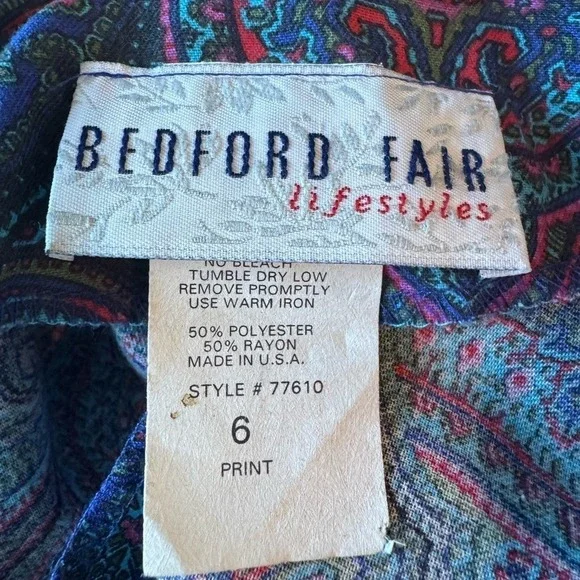 BEDFORD FAIR
lifestyles
NO BLEACH
TUMBLE DRY LOW
REMOVE PROMPTLY
USE WARM IRON
50% POLYESTER
50% RAYON
MADE IN U.S.A.
STYLE # 77610
6
PRINT